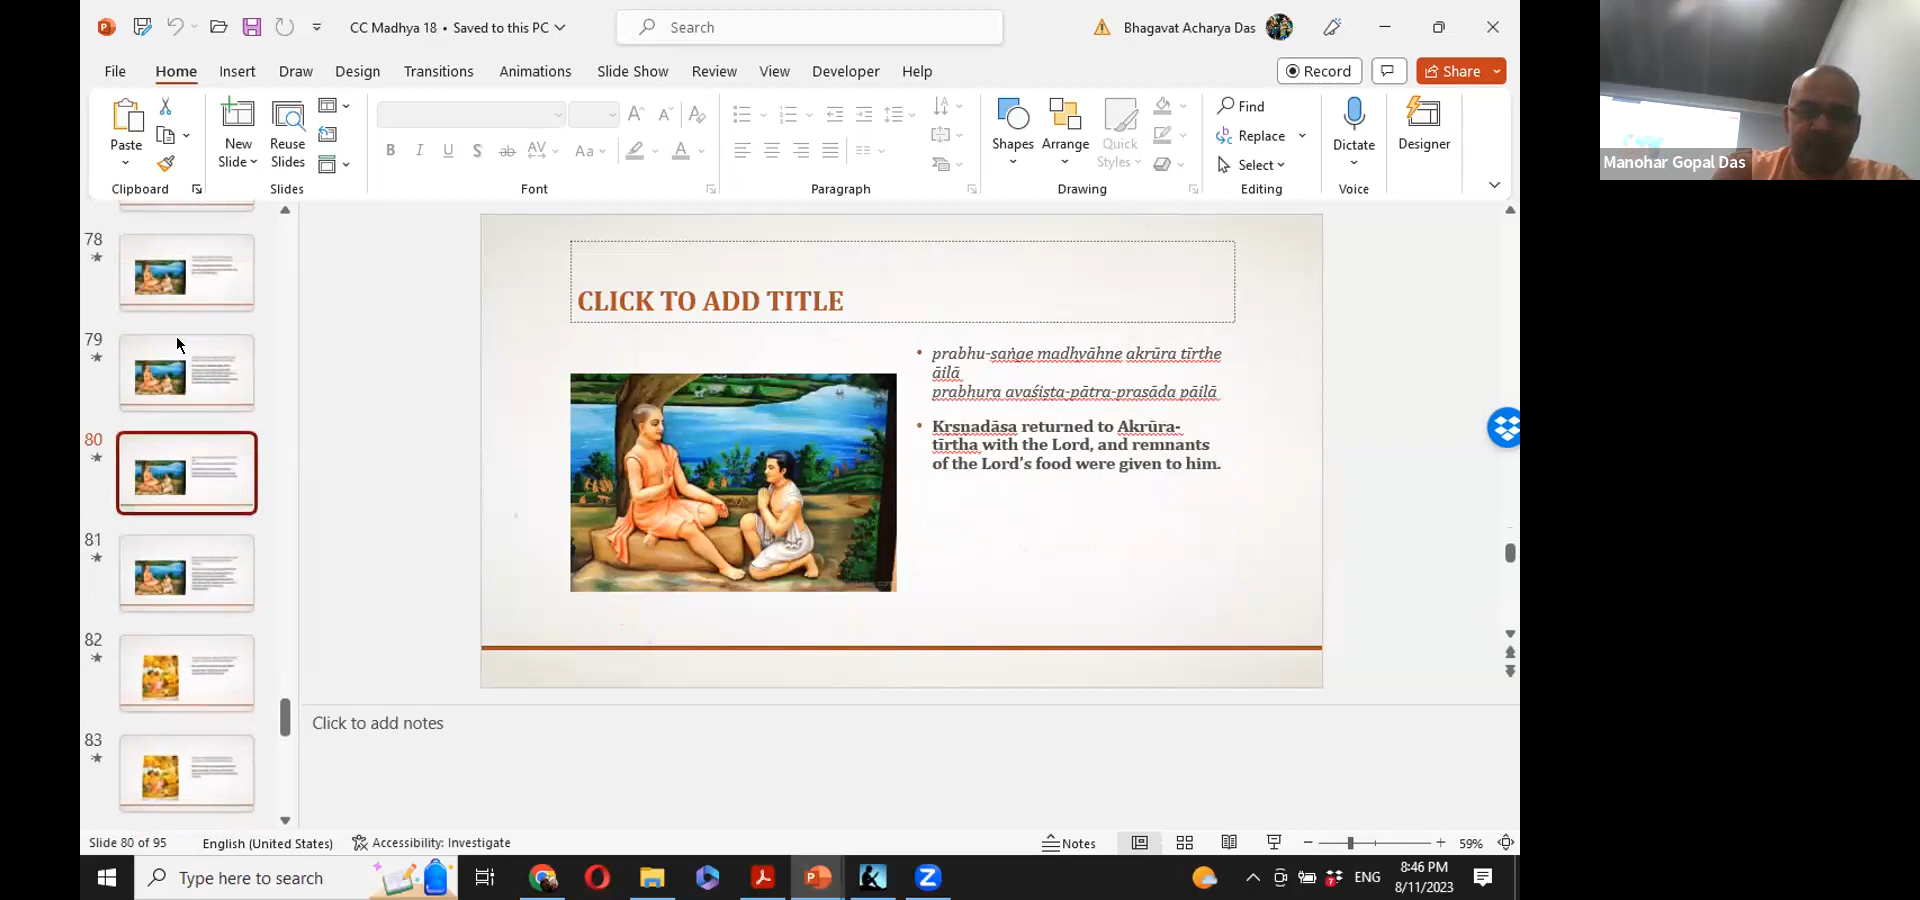 CC Madhya 18 • Saved to this PC
Search
Bhagavat Acharya Das
File Home Insert Draw Design Transitions Animations Slide Show Review View Developer Help
Record
Share
Paste
New Slide
Reuse Slides
B I U S ab AV Aa A
Shapes
Arrange
Quick Styles
Find
Replace
Select
Dictate
Designer
Clipboard Slides Font Paragraph Drawing Editing Voice
Manohar Gopal Das
78
79
80
81
82
83
CLICK TO ADD TITLE
• prabhu-saṅge madhyāhne akrūra tīrthe
āilā
prabhura avaśiṣṭa-pātra-prasāda pāilā
• Kṛṣṇadāsa returned to Akrūra-
tīrtha with the Lord, and remnants
of the Lord’s food were given to him.
Click to add notes
Slide 80 of 95 English (United States) Accessibility: Investigate Notes 59%
Type here to search
ENG
8:46 PM
8/11/2023